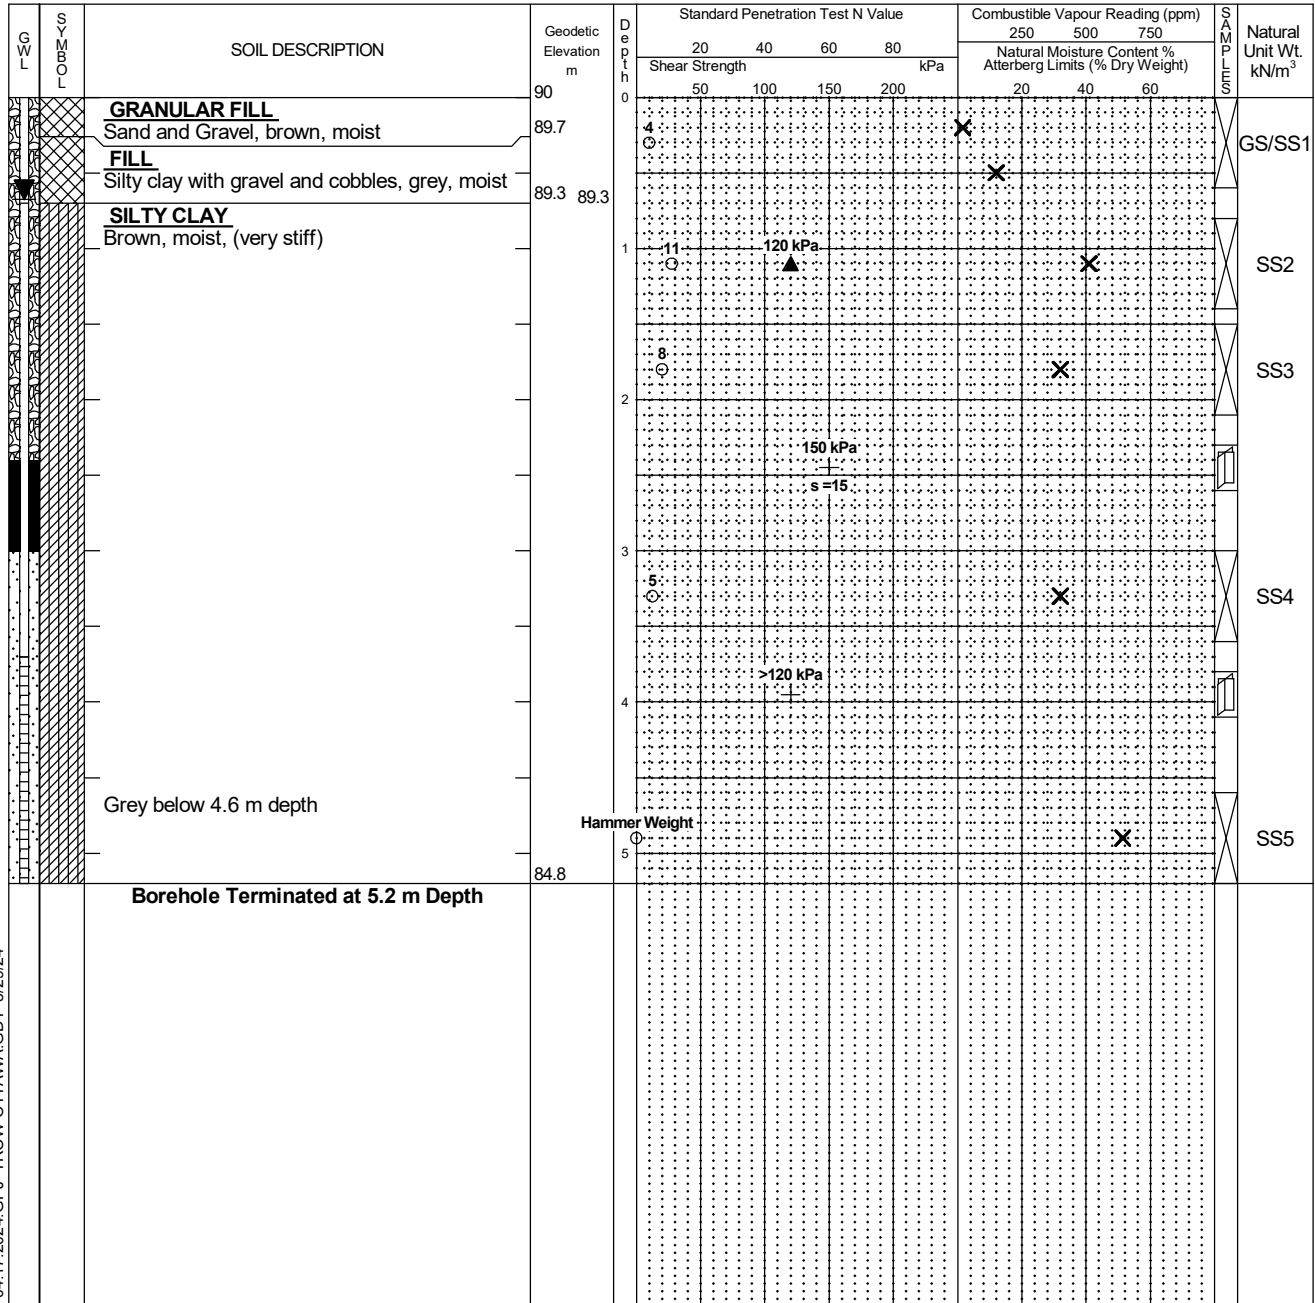 GWL
SYMBOL
SOIL DESCRIPTION
Geodetic
Elevation
m
Depth
Standard Penetration Test N Value
20 40 60 80
Shear Strength kPa
50 100 150 200
Combustible Vapour Reading (ppm)
250 500 750
Natural Moisture Content %
Atterberg Limits (% Dry Weight)
20 40 60
SAMPLES
Natural
Unit Wt.
kN/m³
90
0
GRANULAR FILL
Sand and Gravel, brown, moist
89.7
4
GS/SS1
FILL
Silty clay with gravel and cobbles, grey, moist
89.3 89.3
SILTY CLAY
Brown, moist, (very stiff)
1
11
120 kPa
SS2
8
SS3
2
150 kPa
s =15
3
5
SS4
>120 kPa
4
Grey below 4.6 m depth
Hammer Weight
SS5
5
84.8
Borehole Terminated at 5.2 m Depth